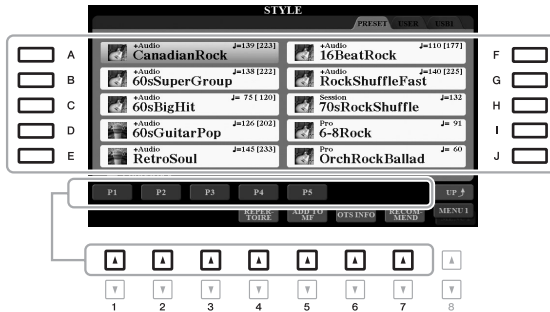 STYLE
PRESET USER USB1
A +Audio ♩=139 [223] +Audio ♩=110 [177] F
CanadianRock 16BeatRock
B +Audio ♩=138 [222] +Audio ♩=140 [225] G
60sSuperGroup RockShuffleFast
C +Audio ♩= 75 [ 120] Session ♩=132 H
60sBigHit 70sRockShuffle
D +Audio ♩=126 [202] Pro ♩= 91 I
60sGuitarPop 6-8Rock
E +Audio ♩=145 [233] Pro ♩= 60 J
RetroSoul OrchRockBallad
P1 P2 P3 P4 P5 UP
REPER-TOIRE ADD TO MF OTS INFO RECOM-MEND MENU 1
1 2 3 4 5 6 7 8